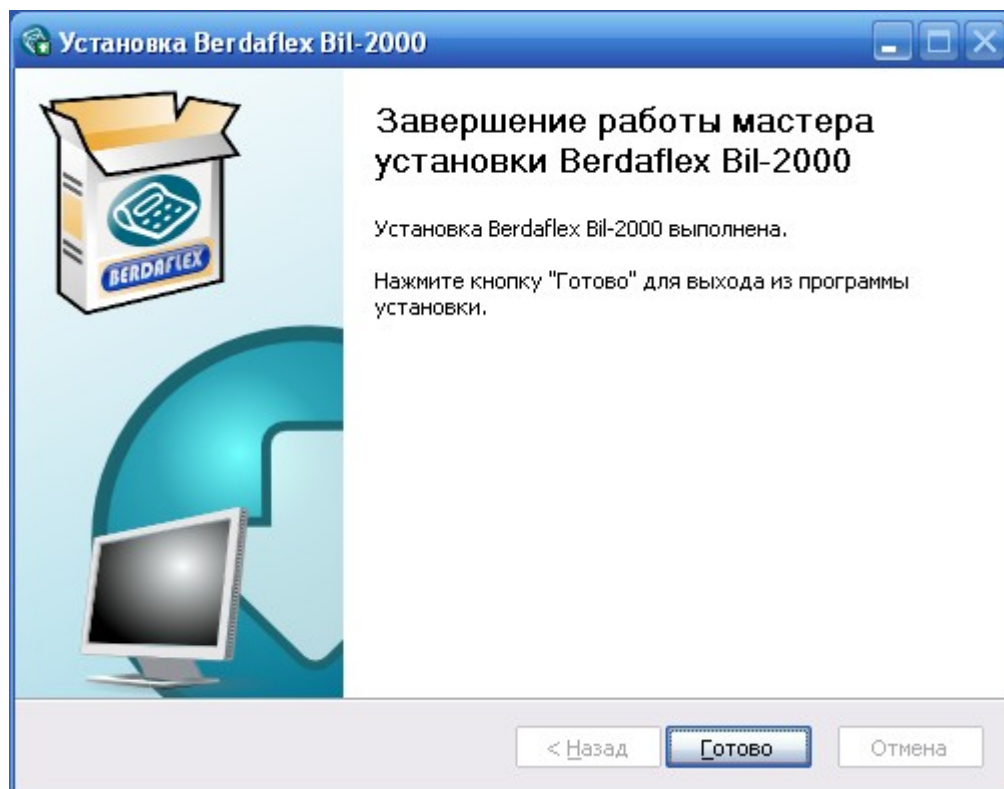 Установка Berdaflex Bil-2000
Завершение работы мастера
установки Berdaflex Bil-2000
Установка Berdaflex Bil-2000 выполнена.
Нажмите кнопку "Готово" для выхода из программы
установки.
BERDAFLEX
< Назад
Готово
Отмена